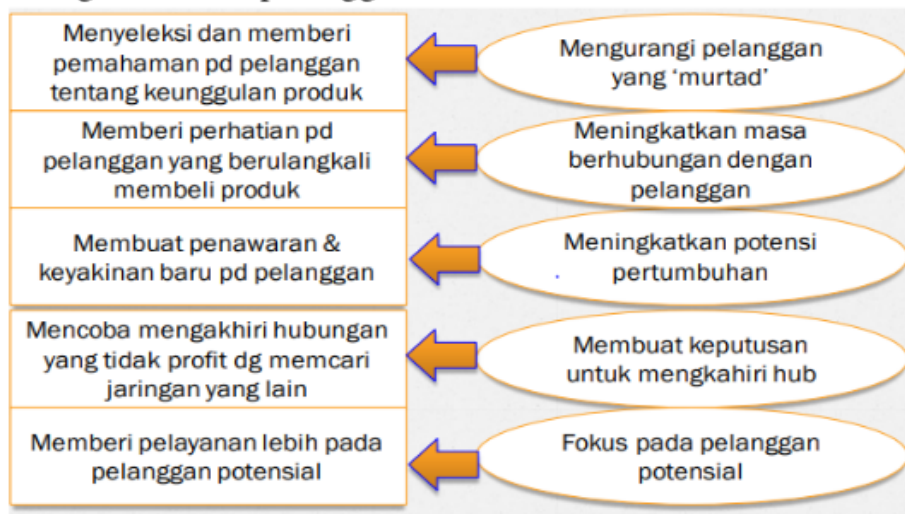 Menyeleksi dan memberi
pemahaman pd pelanggan
tentang keunggulan produk
Mengurangi pelanggan
yang ‘murtad’
Memberi perhatian pd
pelanggan yang berulangkali
membeli produk
Meningkatkan masa
berhubungan dengan
pelanggan
Membuat penawaran &
keyakinan baru pd pelanggan
Meningkatkan potensi
pertumbuhan
Mencoba mengakhiri hubungan
yang tidak profit dg memcari
jaringan yang lain
Membuat keputusan
untuk mengkahiri hub
Memberi pelayanan lebih pada
pelanggan potensial
Fokus pada pelanggan
potensial